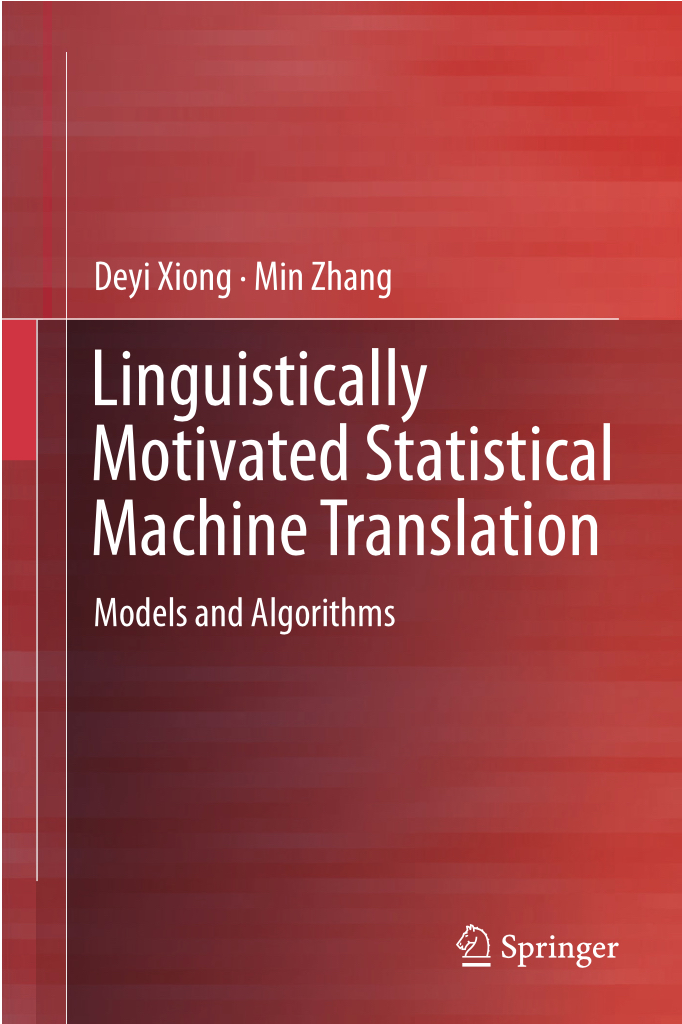 Deyi Xiong · Min Zhang
Linguistically
Motivated Statistical
Machine Translation
Models and Algorithms
Springer